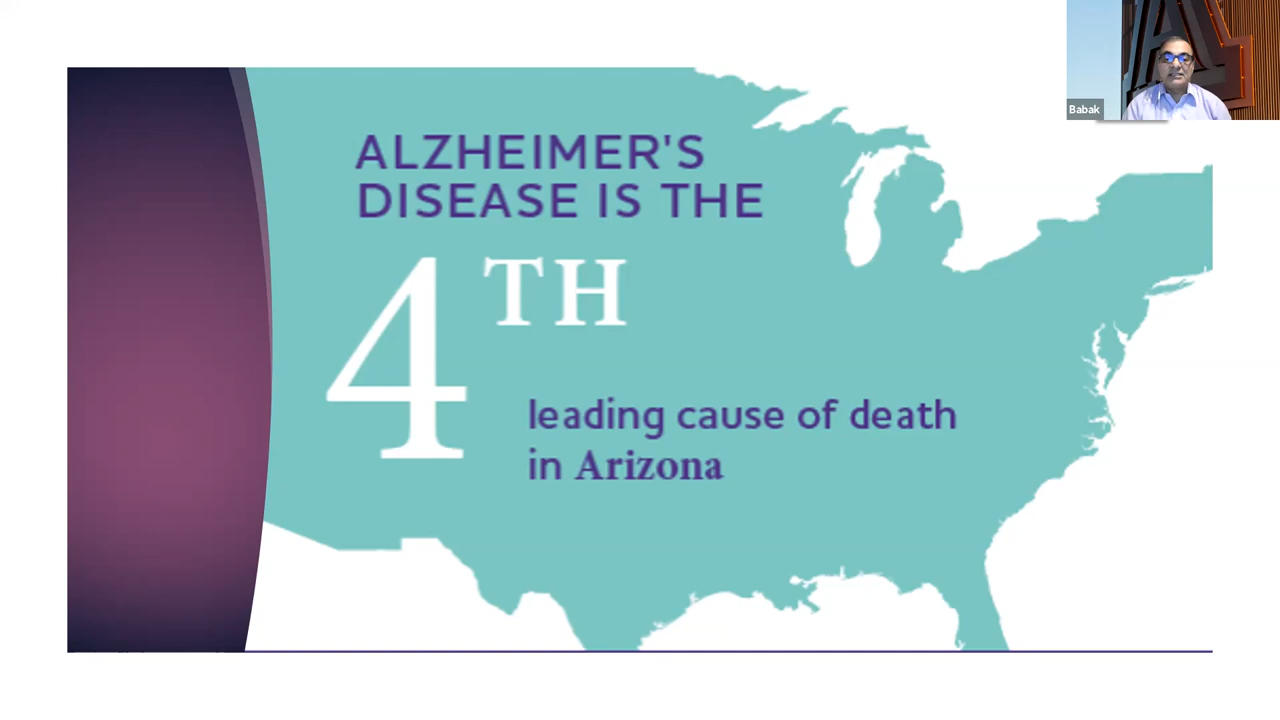 ALZHEIMER'S
DISEASE IS THE
4TH
leading cause of death
in Arizona
Babak